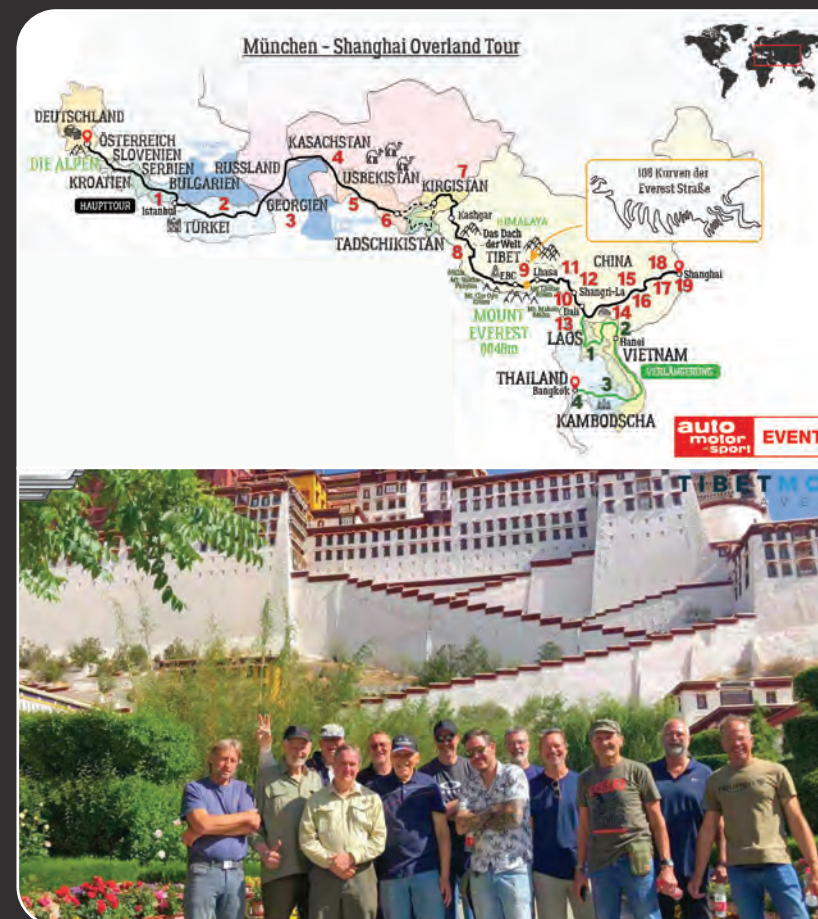 München - Shanghai Overland Tour
DEUTSCHLAND
ÖSTERREICH
SLOVENIEN
DIE ALPEN
SERBIEN
KROATIEN
BULGARIEN
RUSSLAND
KASACHSTAN
4
HAUPTTOUR
1
Istanbul
2
TÜRKEI
GEORGIEN
3
USBEKISTAN
5
6
7
KIRGISTAN
TADSCHIKISTAN
Kashgar
HIMALAYA
Das Dach
der Welt
8
TIBET
9
EBC
Lhasa
MOUNT
EVEREST
8848m
108 Kurven der
Everest Straße
CHINA
11
12
Shangri-La
10
Dali
13
15
14
16
17
18
Shanghai
19
LAOS
1
2
Hanoi
VIETNAM
VERLÄNGERUNG
THAILAND
Bangkok
3
4
KAMBODSCHA
auto
motor
-sport
EVENT
TIBETMO
AVE